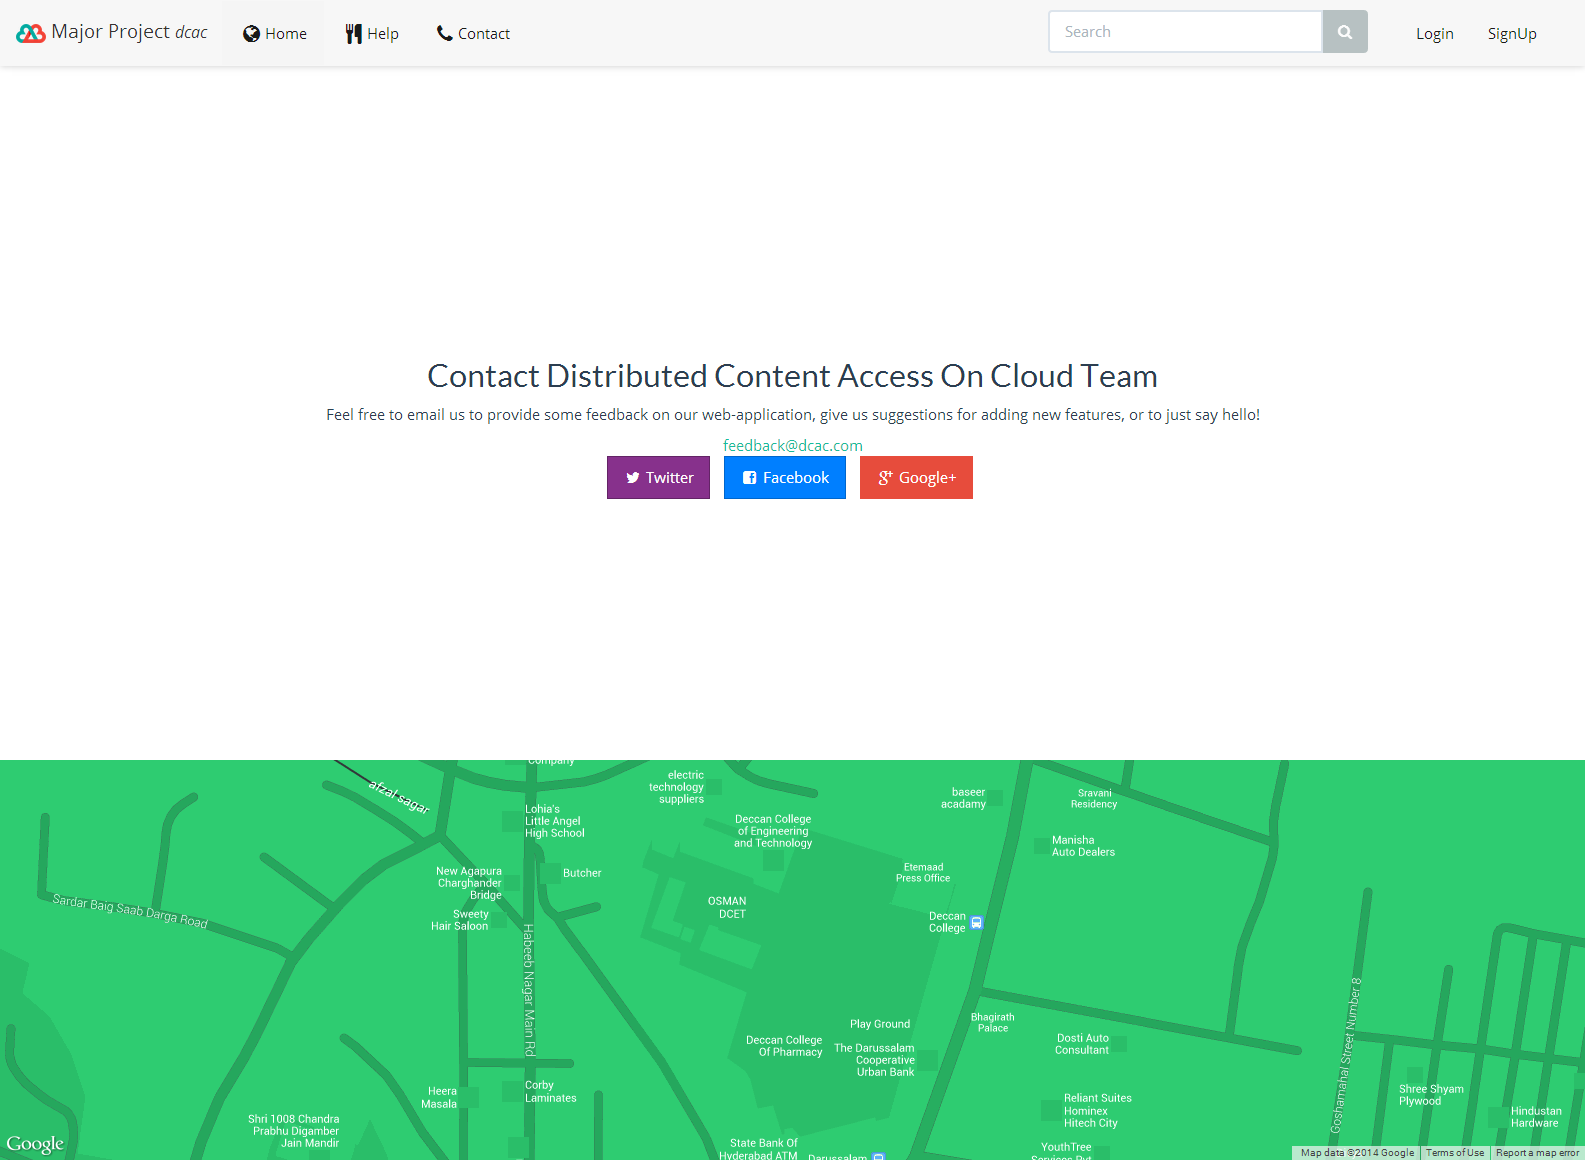 Major Project dcac
Home
Help
Contact
Search
Login
SignUp
Contact Distributed Content Access On Cloud Team
Feel free to email us to provide some feedback on our web-application, give us suggestions for adding new features, or to just say hello!
feedback@dcac.com
Twitter
Facebook
Google+
Company
afzal sagar
electric
technology
suppliers
baseer
acadamy
Sravani
Residency
Lohia's
Little Angel
High School
Deccan College
of Engineering
and Technology
Manisha
Auto Dealers
New Agapura
Charghander
Bridge
Butcher
Etemaad
Press Office
Sardar Baig Saab Darga Road
Sweety
Hair Saloon
OSMAN
DCET
Deccan
College
Habeeb Nagar Main Rd
Goshamahal Street Number 8
Play Ground
Bhagirath
Palace
Deccan College
Of Pharmacy
The Darussalam
Cooperative
Urban Bank
Dosti Auto
Consultant
Heera
Masala
Corby
Laminates
Reliant Suites
Hominex
Hitech City
Shree Shyam
Plywood
Hindustan
Hardware
Shri 1008 Chandra
Prabhu Digamber
Jain Mandir
State Bank Of
Hyderabad ATM
Darussalam
YouthTree
Services Pvt
Google
Map data ©2014 Google
Terms of Use
Report a map error